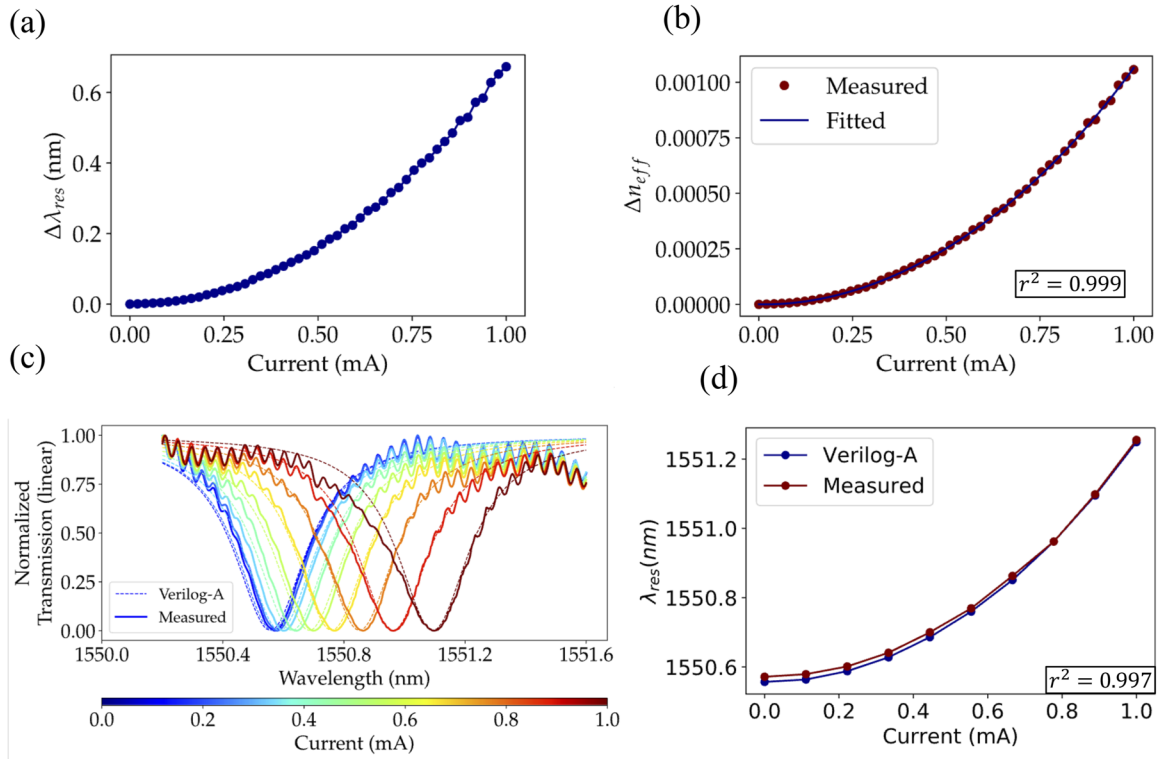 (a)
Δλres (nm)
0.6
0.4
0.2
0.0
0.00 0.25 0.50 0.75 1.00
Current (mA)
(b)
Δneff
0.00100
0.00075
0.00050
0.00025
0.00000
Measured
Fitted
r² = 0.999
0.00 0.25 0.50 0.75 1.00
Current (mA)
(c)
Normalized
Transmission (linear)
1.00
0.75
0.50
0.25
0.00
Verilog-A
Measured
1550.0 1550.4 1550.8 1551.2 1551.6
Wavelength (nm)
0.0 0.2 0.4 0.6 0.8 1.0
Current (mA)
(d)
λres(nm)
1551.2
1551.0
1550.8
1550.6
Verilog-A
Measured
r² = 0.997
0.0 0.2 0.4 0.6 0.8 1.0
Current (mA)